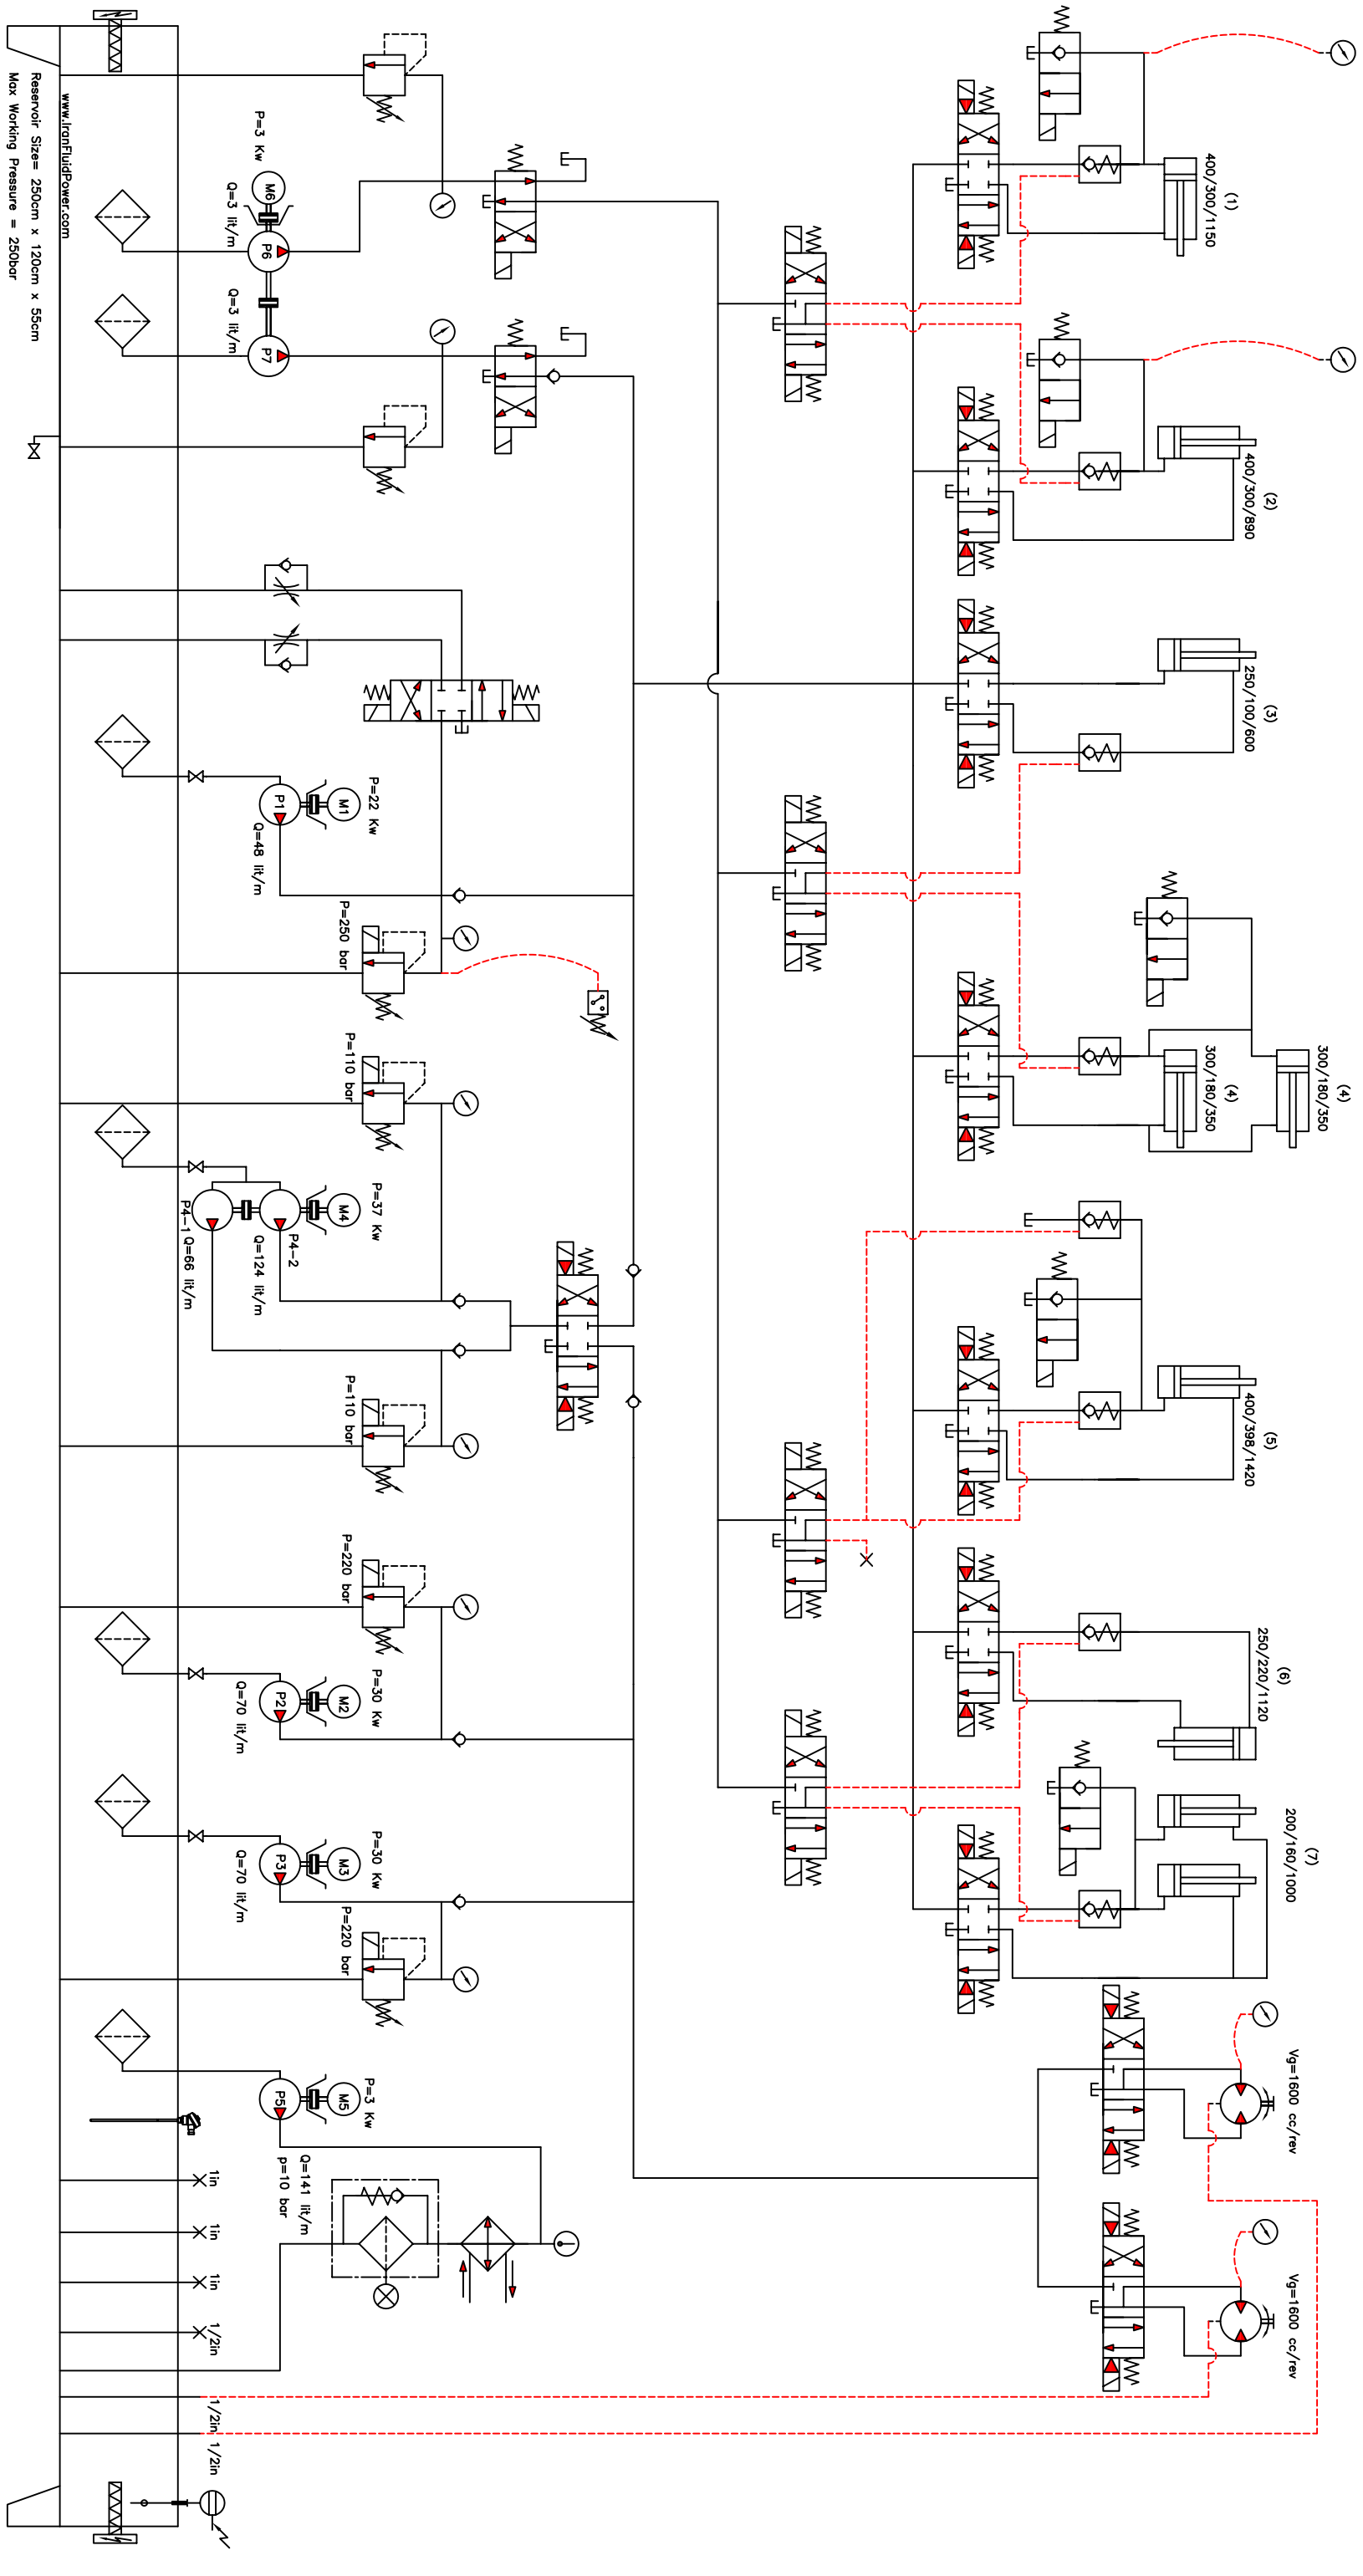 (1)
400/300/1150
(2)
400/300/890
(3)
250/100/600
(4)
300/180/350
(4)
300/180/350
(5)
400/398/1420
(6)
250/220/1120
(7)
200/160/1000
Vg=1600 cc/rev
Vg=1600 cc/rev
P=3 Kw
M6
Q=3 lit/m
P6
Q=3 lit/m
P7
P=22 Kw
M1
P1
Q=48 lit/m
P=250 bar
P=110 bar
P=37 Kw
M4
P4-2
Q=124 lit/m
P4-1 Q=66 lit/m
P=110 bar
P=220 bar
P=30 Kw
M2
P2
Q=70 lit/m
P=30 Kw
M3
P3
Q=70 lit/m
P=220 bar
P=3 Kw
M5
P5
Q=141 lit/m
p=10 bar
1in
1in
1in
1/2in
1/2in
1/2in
www.IranFluidPower.com
Reservoir Size= 250cm x 120cm x 55cm
Max Working Pressure = 250bar